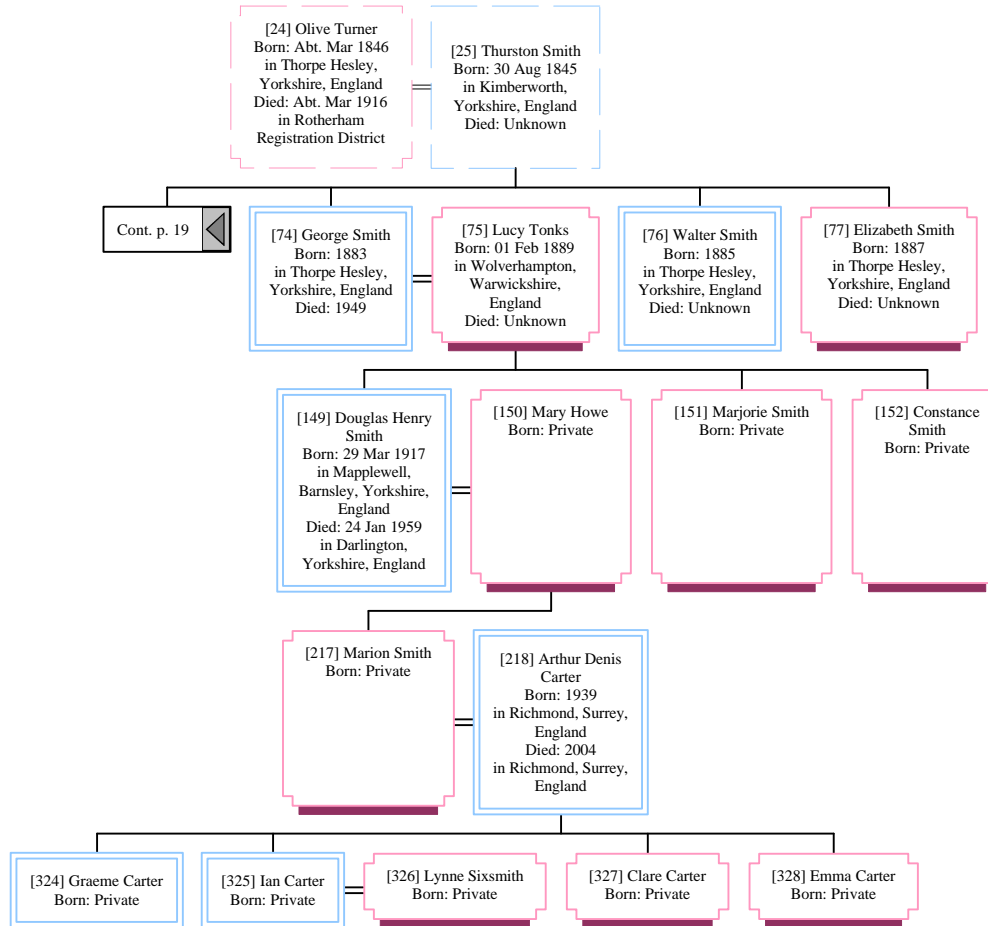 [24] Olive Turner
Born: Abt. Mar 1846
in Thorpe Hesley,
Yorkshire, England
Died: Abt. Mar 1916
in Rotherham
Registration District
[25] Thurston Smith
Born: 30 Aug 1845
in Kimberworth,
Yorkshire, England
Died: Unknown
Cont. p. 19
[74] George Smith
Born: 1883
in Thorpe Hesley,
Yorkshire, England
Died: 1949
[75] Lucy Tonks
Born: 01 Feb 1889
in Wolverhampton,
Warwickshire,
England
Died: Unknown
[76] Walter Smith
Born: 1885
in Thorpe Hesley,
Yorkshire, England
Died: Unknown
[77] Elizabeth Smith
Born: 1887
in Thorpe Hesley,
Yorkshire, England
Died: Unknown
[149] Douglas Henry
Smith
Born: 29 Mar 1917
in Mapplewell,
Barnsley, Yorkshire,
England
Died: 24 Jan 1959
in Darlington,
Yorkshire, England
[150] Mary Howe
Born: Private
[151] Marjorie Smith
Born: Private
[152] Constance
Smith
Born: Private
[217] Marion Smith
Born: Private
[218] Arthur Denis
Carter
Born: 1939
in Richmond, Surrey,
England
Died: 2004
in Richmond, Surrey,
England
[324] Graeme Carter
Born: Private
[325] Ian Carter
Born: Private
[326] Lynne Sixsmith
Born: Private
[327] Clare Carter
Born: Private
[328] Emma Carter
Born: Private